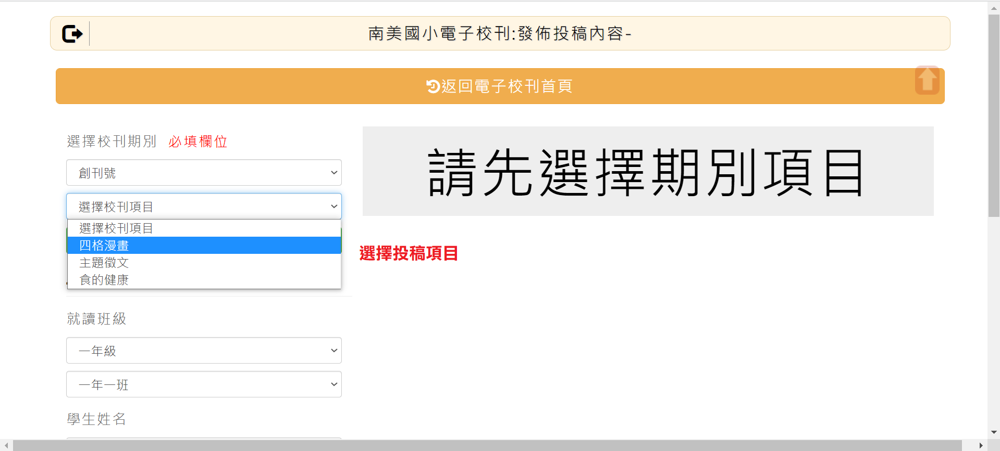 南美國小電子校刊:發佈投稿內容-
返回電子校刊首頁
選擇校刊期別 必填欄位
創刊號
選擇校刊項目
選擇校刊項目
四格漫畫
主題徵文
食的健康
請先選擇期別項目
選擇投稿項目
就讀班級
一年級
一年一班
學生姓名